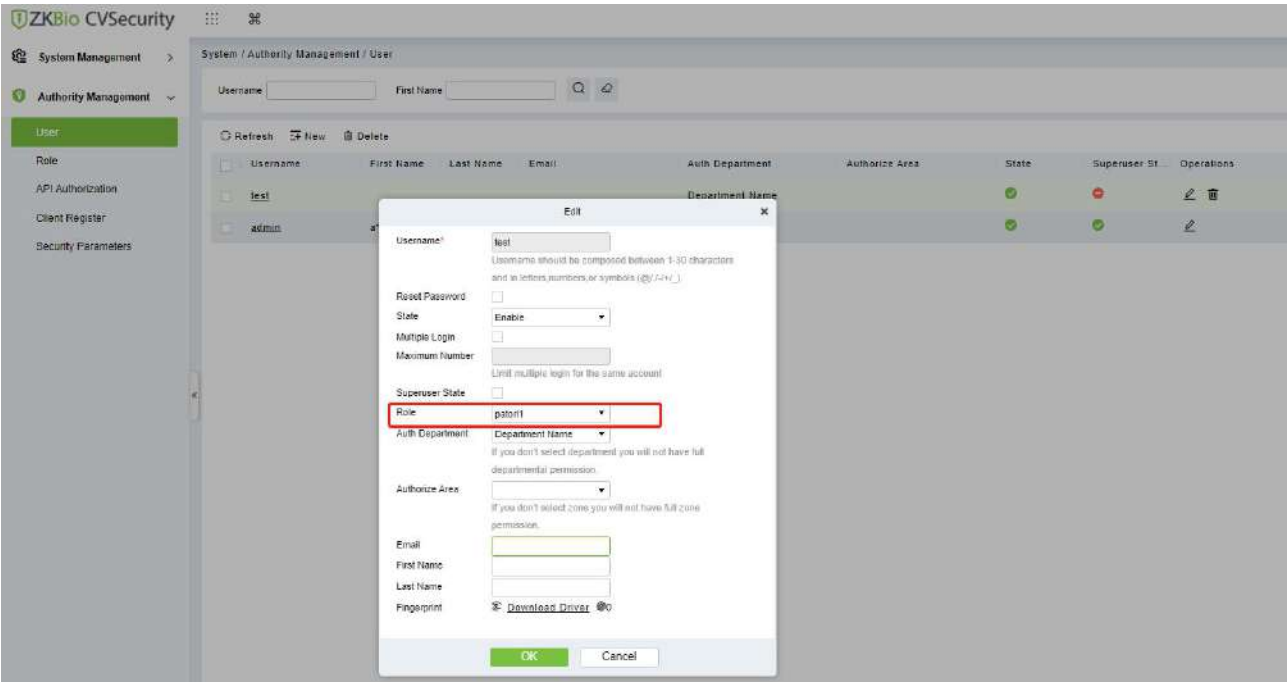 ZKBio CVSecurity
System Management
Authority Management
User
Role
API Authorization
Client Register
Security Parameters
System / Authority Management / User
Username First Name
Refresh New Delete
Username First Name Last Name Email Auth Department Authorize Area State Superuser St... Operations
test Department Name
admin
Edit
Username* test
Username should be composed between 1-30 characters
and in letters,numbers,or symbols (@/./-/+/_).
Reset Password
State Enable
Multiple Login
Maximum Number
Limit multiple login for the same account
Superuser State
Role patorl1
Auth Department Department Name
If you don't select department you will not have full
departmental permission.
Authorize Area
If you don't select zone you will not have full zone
permission.
Email
First Name
Last Name
Fingerprint Download Driver 0
OK Cancel